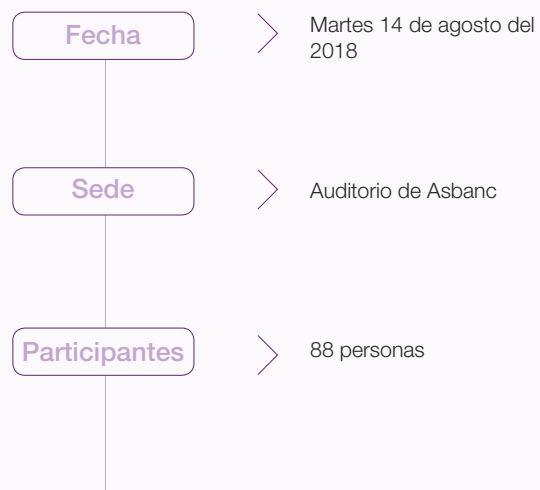 Fecha
Martes 14 de agosto del
2018
Sede
Auditorio de Asbanc
Participantes
88 personas